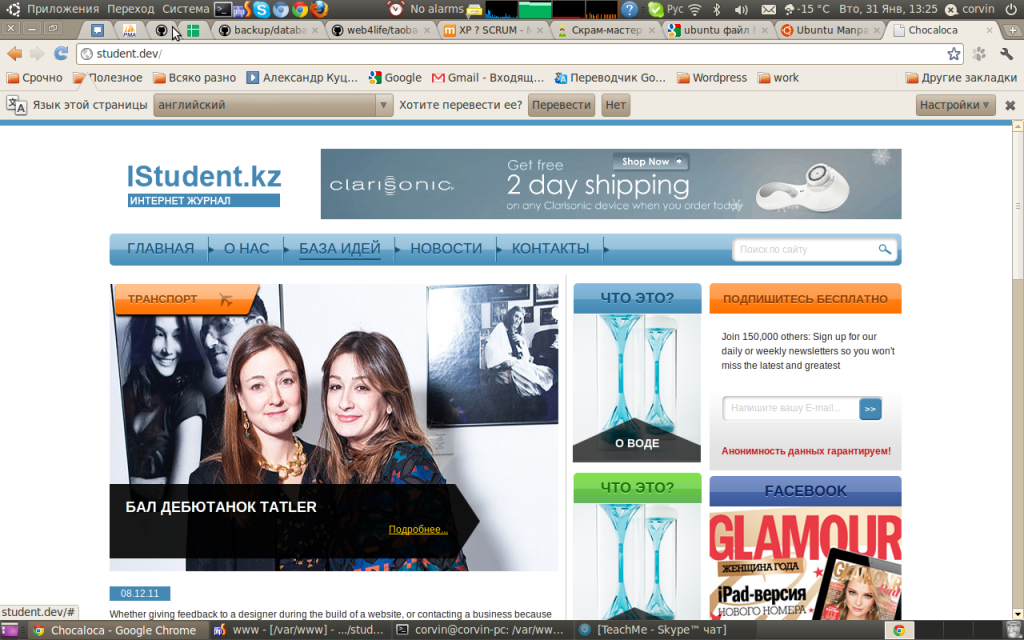 Приложения Переход Система
No alarms
?
Рус
-15 °C
Вто, 31 Янв, 13:25
corvin
backup/databa
web4life/taoba
XP ? SCRUM - М
Скрам-мастер
ubuntu файл
Ubuntu Manpa
Chocaloca
student.dev/
Срочно
Полезное
Всяко разно
Александр Куц...
Google
Gmail - Входящ...
Переводчик Go...
Wordpress
work
Другие закладки
Язык этой страницы
английский
Хотите перевести ее?
Перевести
Нет
Настройки
IStudent.kz
ИНТЕРНЕТ ЖУРНАЛ
clarisonic
Get free
Shop Now
2 day shipping
on any Clarisonic device when you order today
ГЛАВНАЯ
О НАС
БАЗА ИДЕЙ
НОВОСТИ
КОНТАКТЫ
Поиск по сайту
ТРАНСПОРТ
БАЛ ДЕБЮТАНОК TATLER
Подробнее...
08.12.11
Whether giving feedback to a designer during the build of a website, or contacting a business because
ЧТО ЭТО?
О ВОДЕ
ЧТО ЭТО?
ПОДПИШИТЕСЬ БЕСПЛАТНО
Join 150,000 others: Sign up for our
daily or weekly newsletters so you won't
miss the latest and greatest
Напишите вашу E-mail...
>>
Анонимность данных гарантируем!
FACEBOOK
GLAMOUR
ЖЕНЩИНА ГОДА
iPad-версия
НОВОГО НОМЕРА
student.dev/#
Chocaloca - Google Chrome
www - [/var/www] - .../stud...
corvin@corvin-pc: /var/ww...
[TeachMe - Skype™ чат]